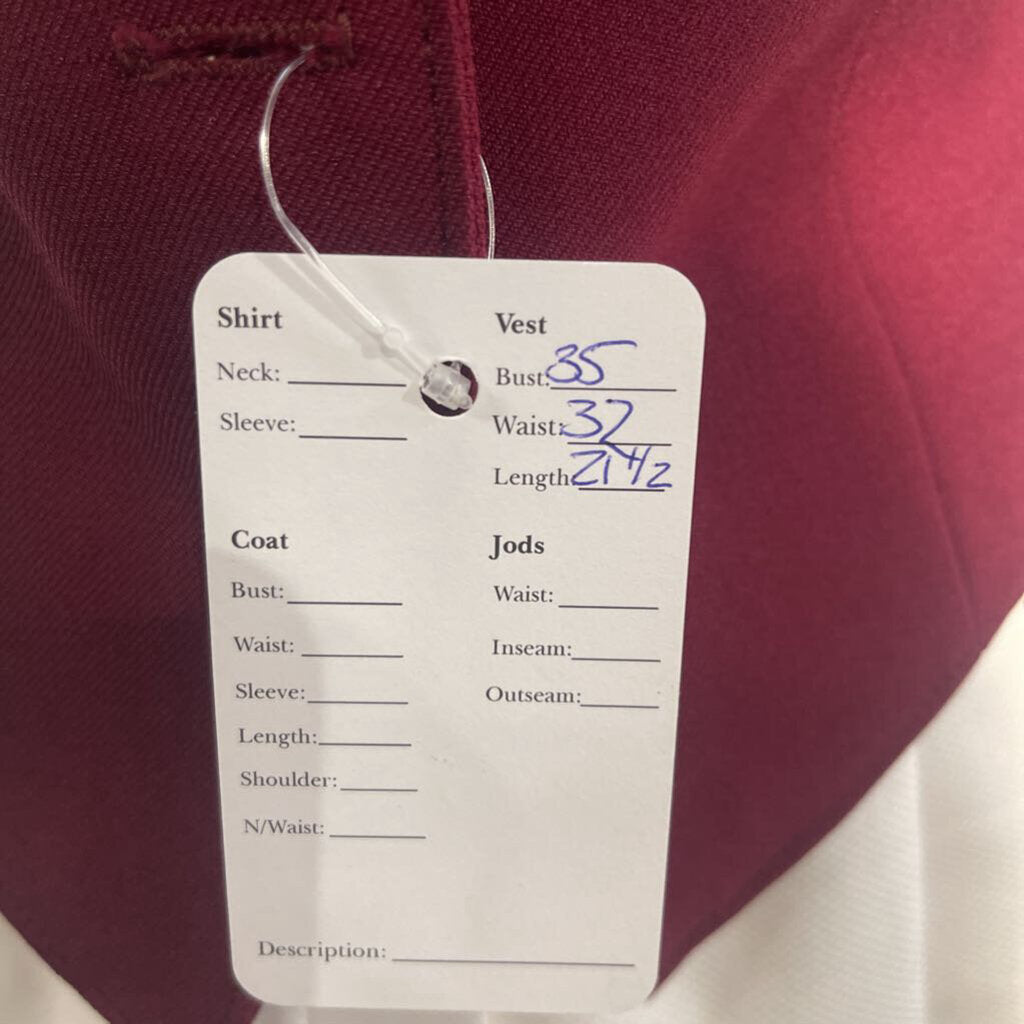 Shirt
Neck:
Sleeve:
Vest
Bust: 35
Waist: 32
Length: 21 1/2
Coat
Bust:
Waist:
Sleeve:
Length:
Shoulder:
N/Waist:
Jods
Waist:
Inseam:
Outseam:
Description: